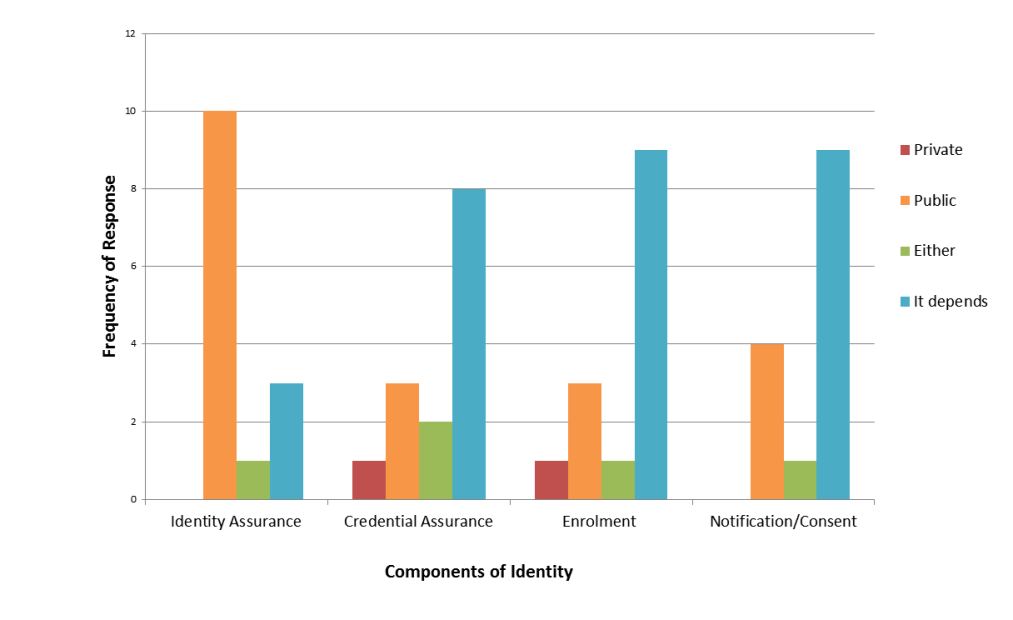 12
10
8
6
4
2
0
Frequency of Response
Identity Assurance
Credential Assurance
Enrolment
Notification/Consent
Components of Identity
Private
Public
Either
It depends